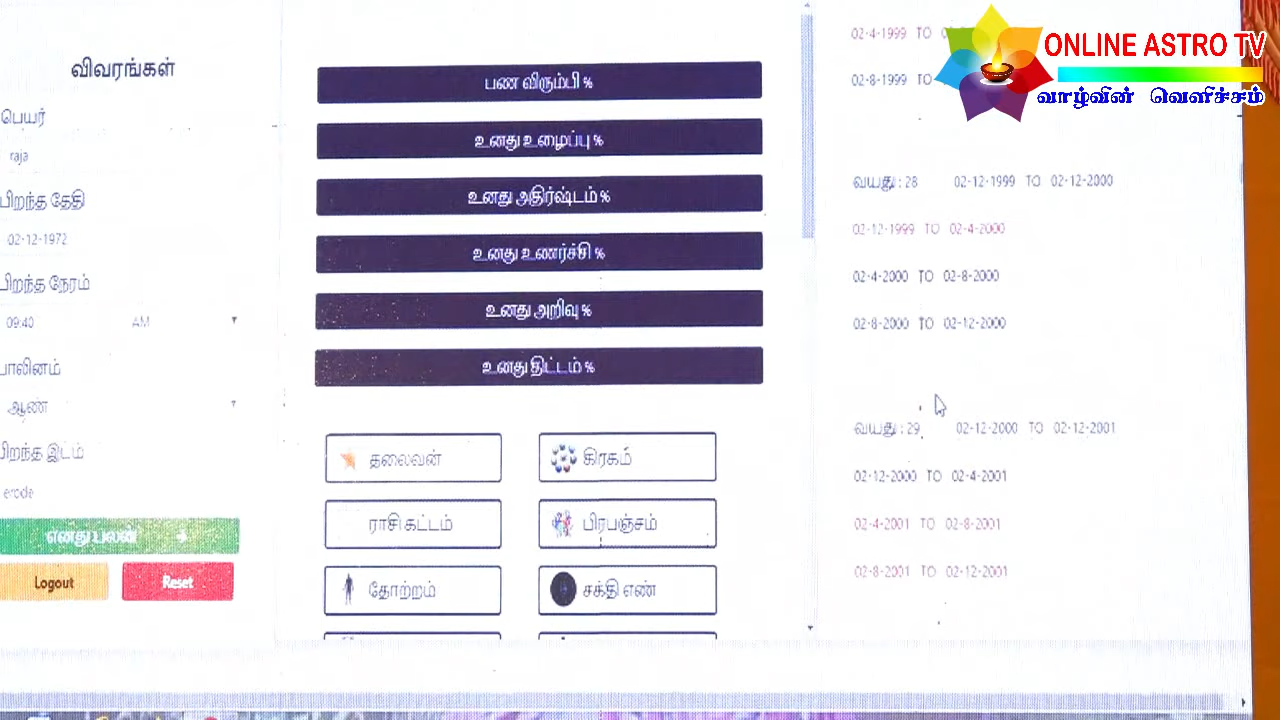 விவரங்கள்
பெயர்
raja
பிறந்த தேதி
02-12-1972
பிறந்த நேரம்
09:40 AM
பாலினம்
ஆண்
பிறந்த இடம்
erode
எனது பலன்
Logout Reset
பண விரும்பி %
உனது உழைப்பு %
உனது அதிர்ஷ்டம் %
உனது உணர்ச்சி %
உனது அறிவு %
உனது திட்டம் %
தலைவன் கிரகம்
ராசி கட்டம் பிரபஞ்சம்
தோற்றம் சக்தி எண்
02-4-1999 TO
02-8-1999 TO
வயது : 28 02-12-1999 TO 02-12-2000
02-12-1999 TO 02-4-2000
02-4-2000 TO 02-8-2000
02-8-2000 TO 02-12-2000
வயது : 29 02-12-2000 TO 02-12-2001
02-12-2000 TO 02-4-2001
02-4-2001 TO 02-8-2001
02-8-2001 TO 02-12-2001
ONLINE ASTRO TV
வாழ்வின் வெளிச்சம்